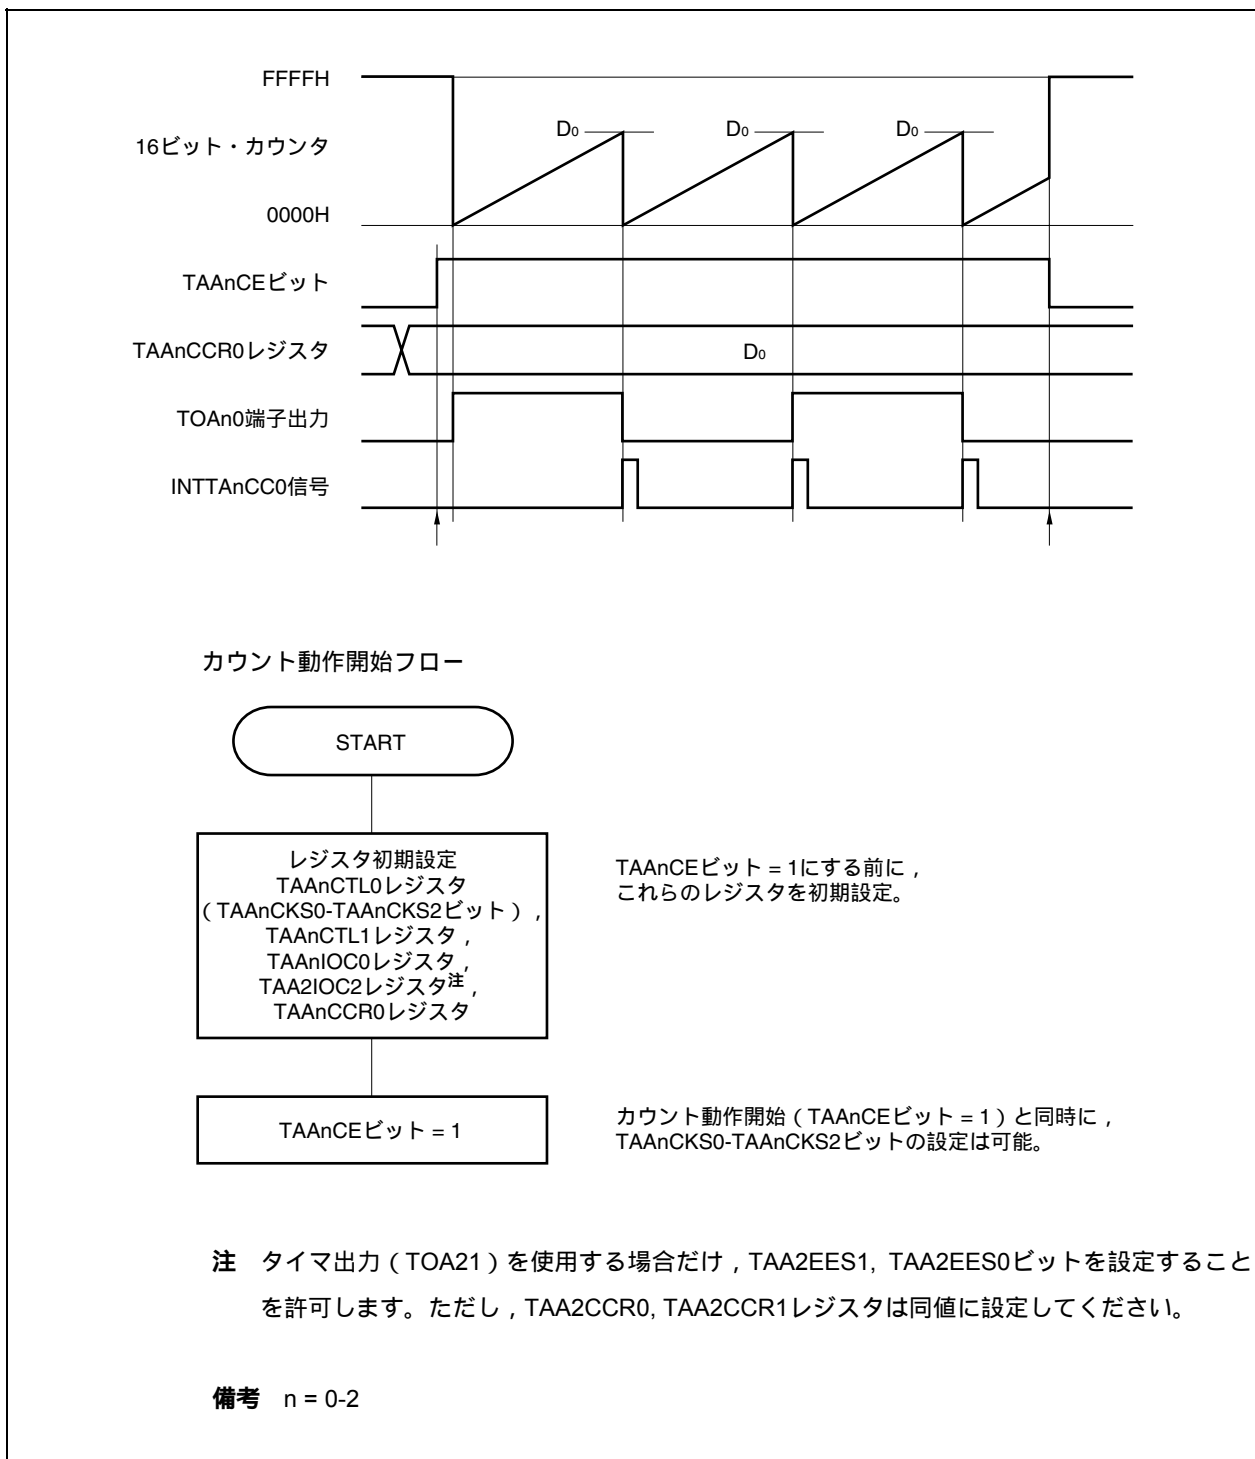 FFFFH
D0 D0 D0
16ビット・カウンタ
0000H
TAAnCEビット
TAAnCCR0レジスタ D0
TOAn0端子出力
INTTAnCC0信号
カウント動作開始フロー
START
レジスタ初期設定
TAAnCTL0レジスタ
(TAAnCKS0-TAAnCKS2ビット),
TAAnCTL1レジスタ,
TAAnIOC0レジスタ,
TAA2IOC2レジスタ注,
TAAnCCR0レジスタ
TAAnCEビット = 1にする前に,
これらのレジスタを初期設定。
TAAnCEビット = 1
カウント動作開始(TAAnCEビット = 1)と同時に,
TAAnCKS0-TAAnCKS2ビットの設定は可能。
注 タイマ出力(TOA21)を使用する場合だけ,TAA2EES1, TAA2EES0ビットを設定すること
を許可します。ただし,TAA2CCR0, TAA2CCR1レジスタは同値に設定してください。
備考 n = 0-2